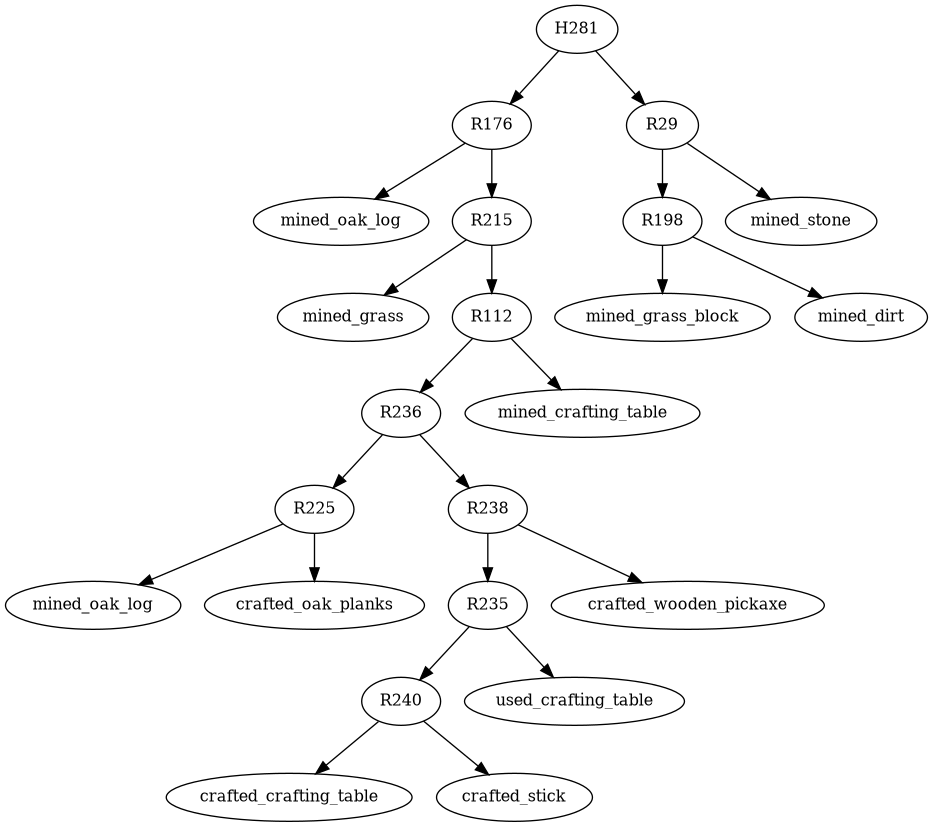 H281
R176
R29
mined_oak_log
R215
R198
mined_stone
mined_grass
R112
mined_grass_block
mined_dirt
R236
mined_crafting_table
R225
R238
mined_oak_log
crafted_oak_planks
R235
crafted_wooden_pickaxe
R240
used_crafting_table
crafted_crafting_table
crafted_stick